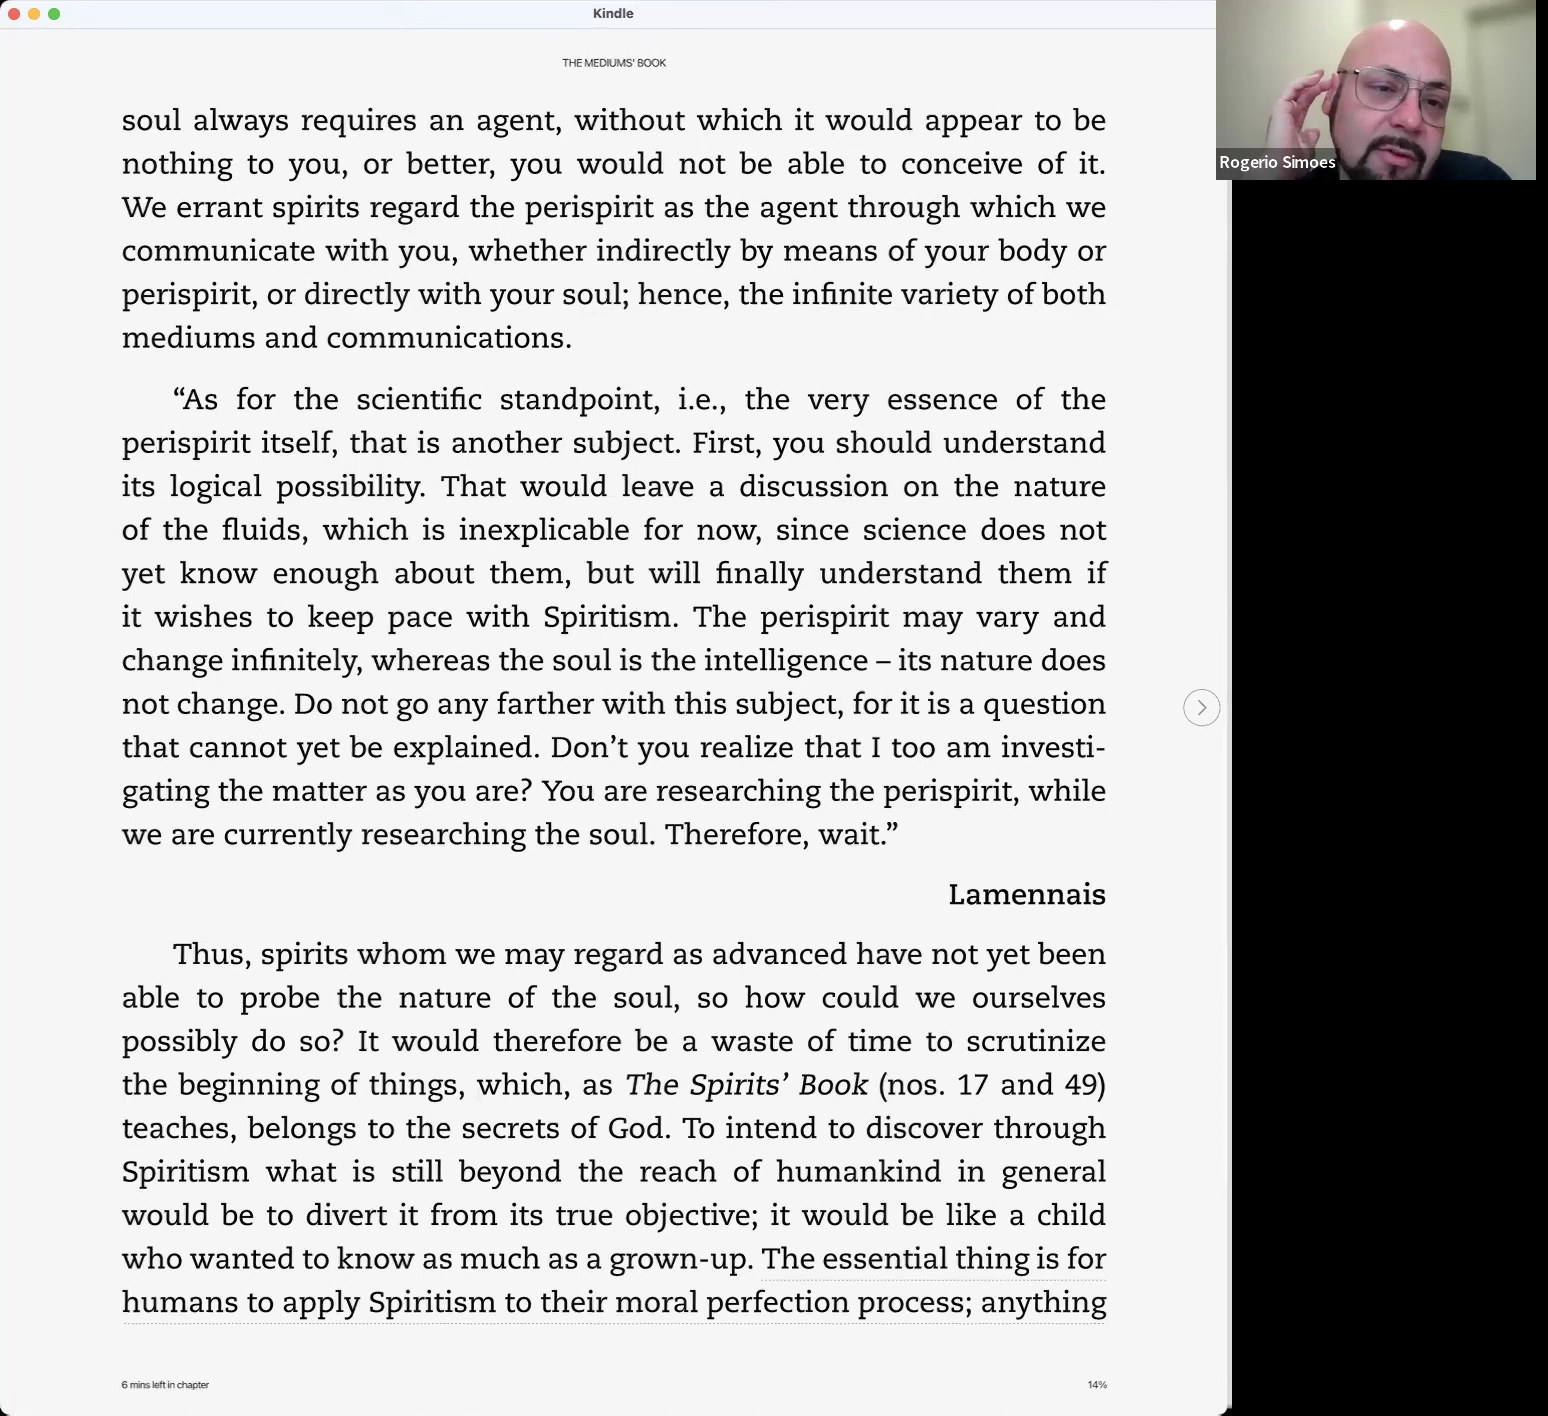 Kindle
THE MEDIUMS' BOOK
soul always requires an agent, without which it would appear to be
nothing to you, or better, you would not be able to conceive of it.
We errant spirits regard the perispirit as the agent through which we
communicate with you, whether indirectly by means of your body or
perispirit, or directly with your soul; hence, the infinite variety of both
mediums and communications.
“As for the scientific standpoint, i.e., the very essence of the
perispirit itself, that is another subject. First, you should understand
its logical possibility. That would leave a discussion on the nature
of the fluids, which is inexplicable for now, since science does not
yet know enough about them, but will finally understand them if
it wishes to keep pace with Spiritism. The perispirit may vary and
change infinitely, whereas the soul is the intelligence – its nature does
not change. Do not go any farther with this subject, for it is a question
that cannot yet be explained. Don’t you realize that I too am investi-
gating the matter as you are? You are researching the perispirit, while
we are currently researching the soul. Therefore, wait.”
Lamennais
Thus, spirits whom we may regard as advanced have not yet been
able to probe the nature of the soul, so how could we ourselves
possibly do so? It would therefore be a waste of time to scrutinize
the beginning of things, which, as The Spirits’ Book (nos. 17 and 49)
teaches, belongs to the secrets of God. To intend to discover through
Spiritism what is still beyond the reach of humankind in general
would be to divert it from its true objective; it would be like a child
who wanted to know as much as a grown-up. The essential thing is for
humans to apply Spiritism to their moral perfection process; anything
6 mins left in chapter
14%
Rogerio Simoes